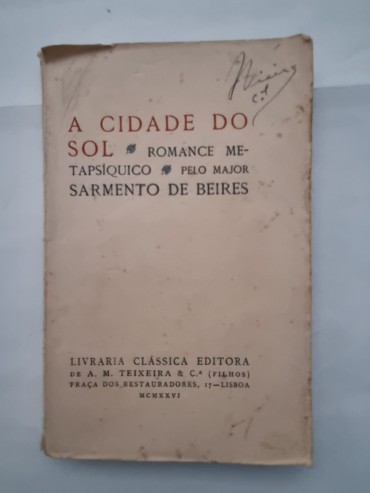 A CIDADE DO
SOL ROMANCE ME-
TAPSÍQUICO PELO MAJOR
SARMENTO DE BEIRES
LIVRARIA CLÁSSICA EDITORA
DE A. M. TEIXEIRA & C.ª (FILHOS)
PRAÇA DOS RESTAURADORES, 17—LISBOA
MCMXXVI